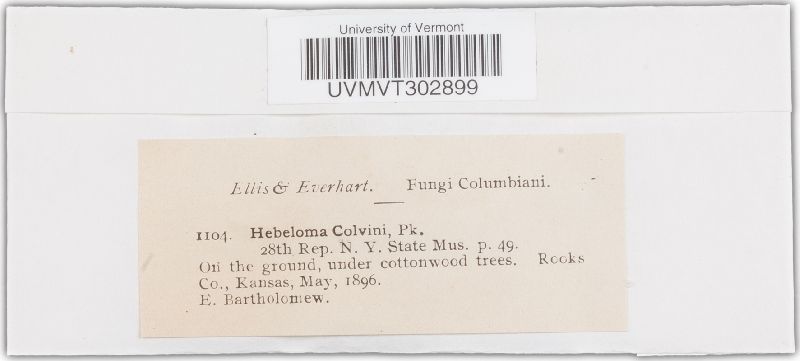 University of Vermont
UVMVT302899
Ellis & Everhart. Fungi Columbiani.
1104. Hebeloma Colvini, Pk.
28th Rep. N. Y. State Mus. p. 49.
On the ground, under cottonwood trees. Rooks
Co., Kansas, May, 1896.
E. Bartholomew.